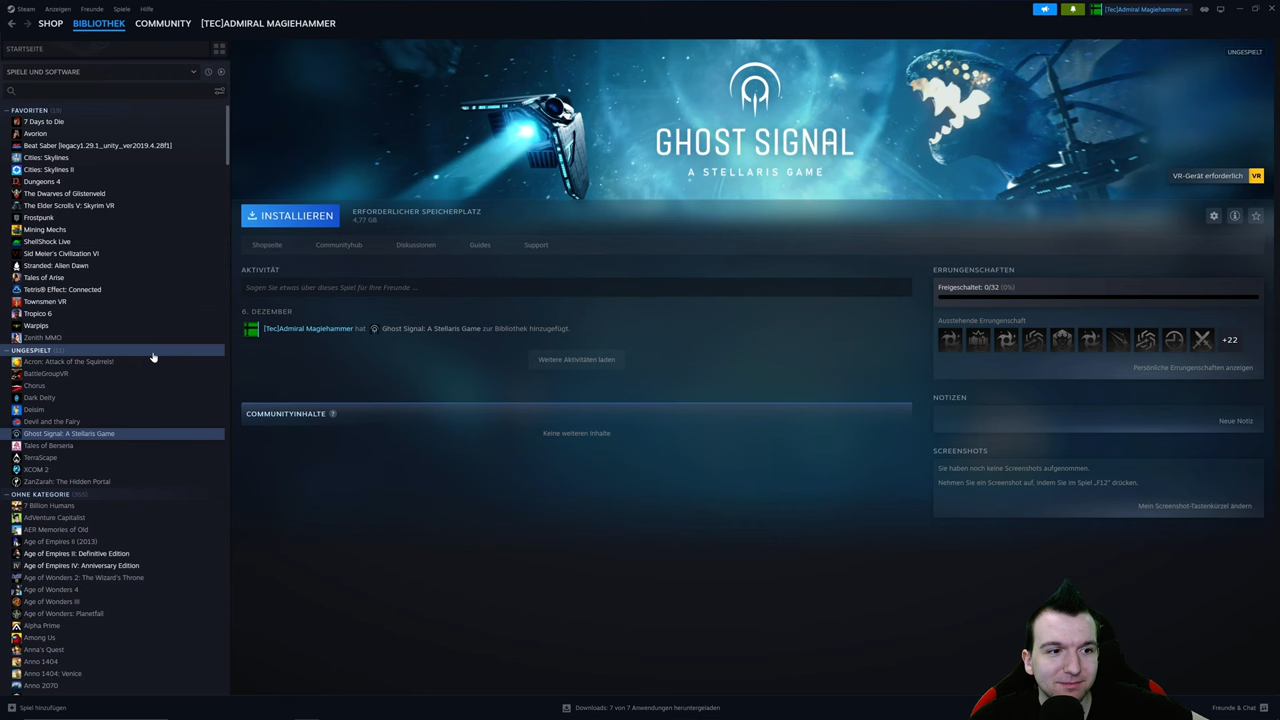 Steam Anzeigen Freunde Spiele Hilfe
[Tec]Admiral Magiehammer
SHOP BIBLIOTHEK COMMUNITY [TEC]ADMIRAL MAGIEHAMMER
STARTSEITE
SPIELE UND SOFTWARE
FAVORITEN (19)
7 Days to Die
Avorion
Beat Saber [legacy1.29.1_unity_ver2019.4.28f1]
Cities: Skylines
Cities: Skylines II
Dungeons 4
The Dwarves of Glistenveld
The Elder Scrolls V: Skyrim VR
Frostpunk
Mining Mechs
ShellShock Live
Sid Meier's Civilization VI
Stranded: Alien Dawn
Tales of Arise
Tetris® Effect: Connected
Townsmen VR
Tropico 6
Warpips
Zenith MMO
UNGESPIELT (11)
Acron: Attack of the Squirrels!
BattleGroupVR
Chorus
Dark Deity
Deisim
Devil and the Fairy
Ghost Signal: A Stellaris Game
Tales of Berseria
TerraScape
XCOM 2
ZanZarah: The Hidden Portal
OHNE KATEGORIE (355)
7 Billion Humans
AdVenture Capitalist
AER Memories of Old
Age of Empires II (2013)
Age of Empires II: Definitive Edition
Age of Empires IV: Anniversary Edition
Age of Wonders 2: The Wizard's Throne
Age of Wonders 4
Age of Wonders III
Age of Wonders: Planetfall
Alpha Prime
Among Us
Anna's Quest
Anno 1404
Anno 1404: Venice
Anno 2070
Spiel hinzufügen
UNGESPIELT
GHOST SIGNAL
A STELLARIS GAME
VR-Gerät erforderlich VR
INSTALLIEREN
ERFORDERLICHER SPEICHERPLATZ
4,77 GB
Shopseite Communityhub Diskussionen Guides Support
AKTIVITÄT
Sagen Sie etwas über dieses Spiel für Ihre Freunde ...
6. DEZEMBER
[Tec]Admiral Magiehammer hat Ghost Signal: A Stellaris Game zur Bibliothek hinzugefügt.
Weitere Aktivitäten laden
COMMUNITYINHALTE ?
Keine weiteren Inhalte
ERRUNGENSCHAFTEN
Freigeschaltet: 0/32 (0%)
Ausstehende Errungenschaft
+22
Persönliche Errungenschaften anzeigen
NOTIZEN
Neue Notiz
SCREENSHOTS
Sie haben noch keine Screenshots aufgenommen.
Nehmen Sie ein Screenshot auf, indem Sie im Spiel „F12" drücken.
Mein Screenshot-Tastenkürzel ändern
Downloads: 7 von 7 Anwendungen heruntergeladen
Freunde & Chat